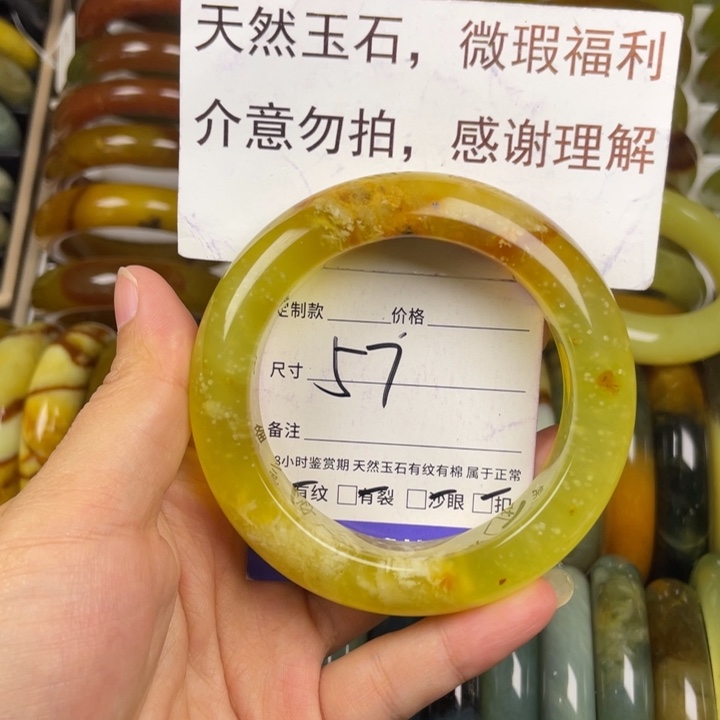 天然玉石，微瑕福利
介意勿拍，感谢理解
定制款 价格
尺寸 57
备注
8小时鉴赏期 天然玉石有纹有棉 属于正常
有纹 □有裂 □沙眼 □扣